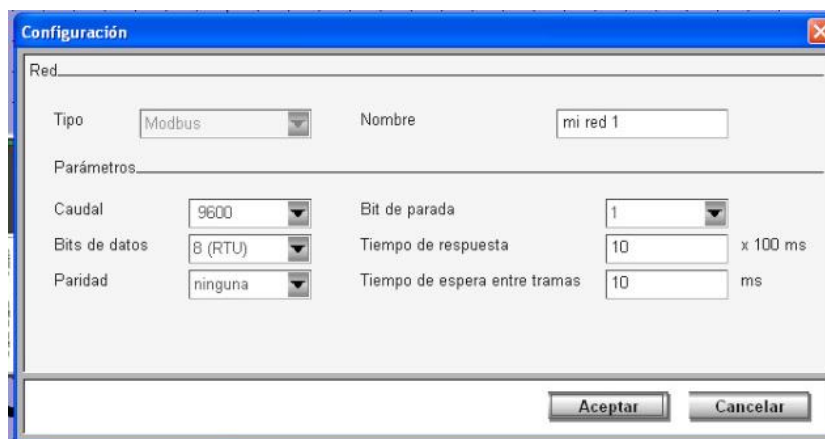 Configuración
Red
Tipo Modbus Nombre mi red 1
Parámetros
Caudal 9600 Bit de parada 1
Bits de datos 8 (RTU) Tiempo de respuesta 10 x 100 ms
Paridad ninguna Tiempo de espera entre tramas 10 ms
Aceptar Cancelar